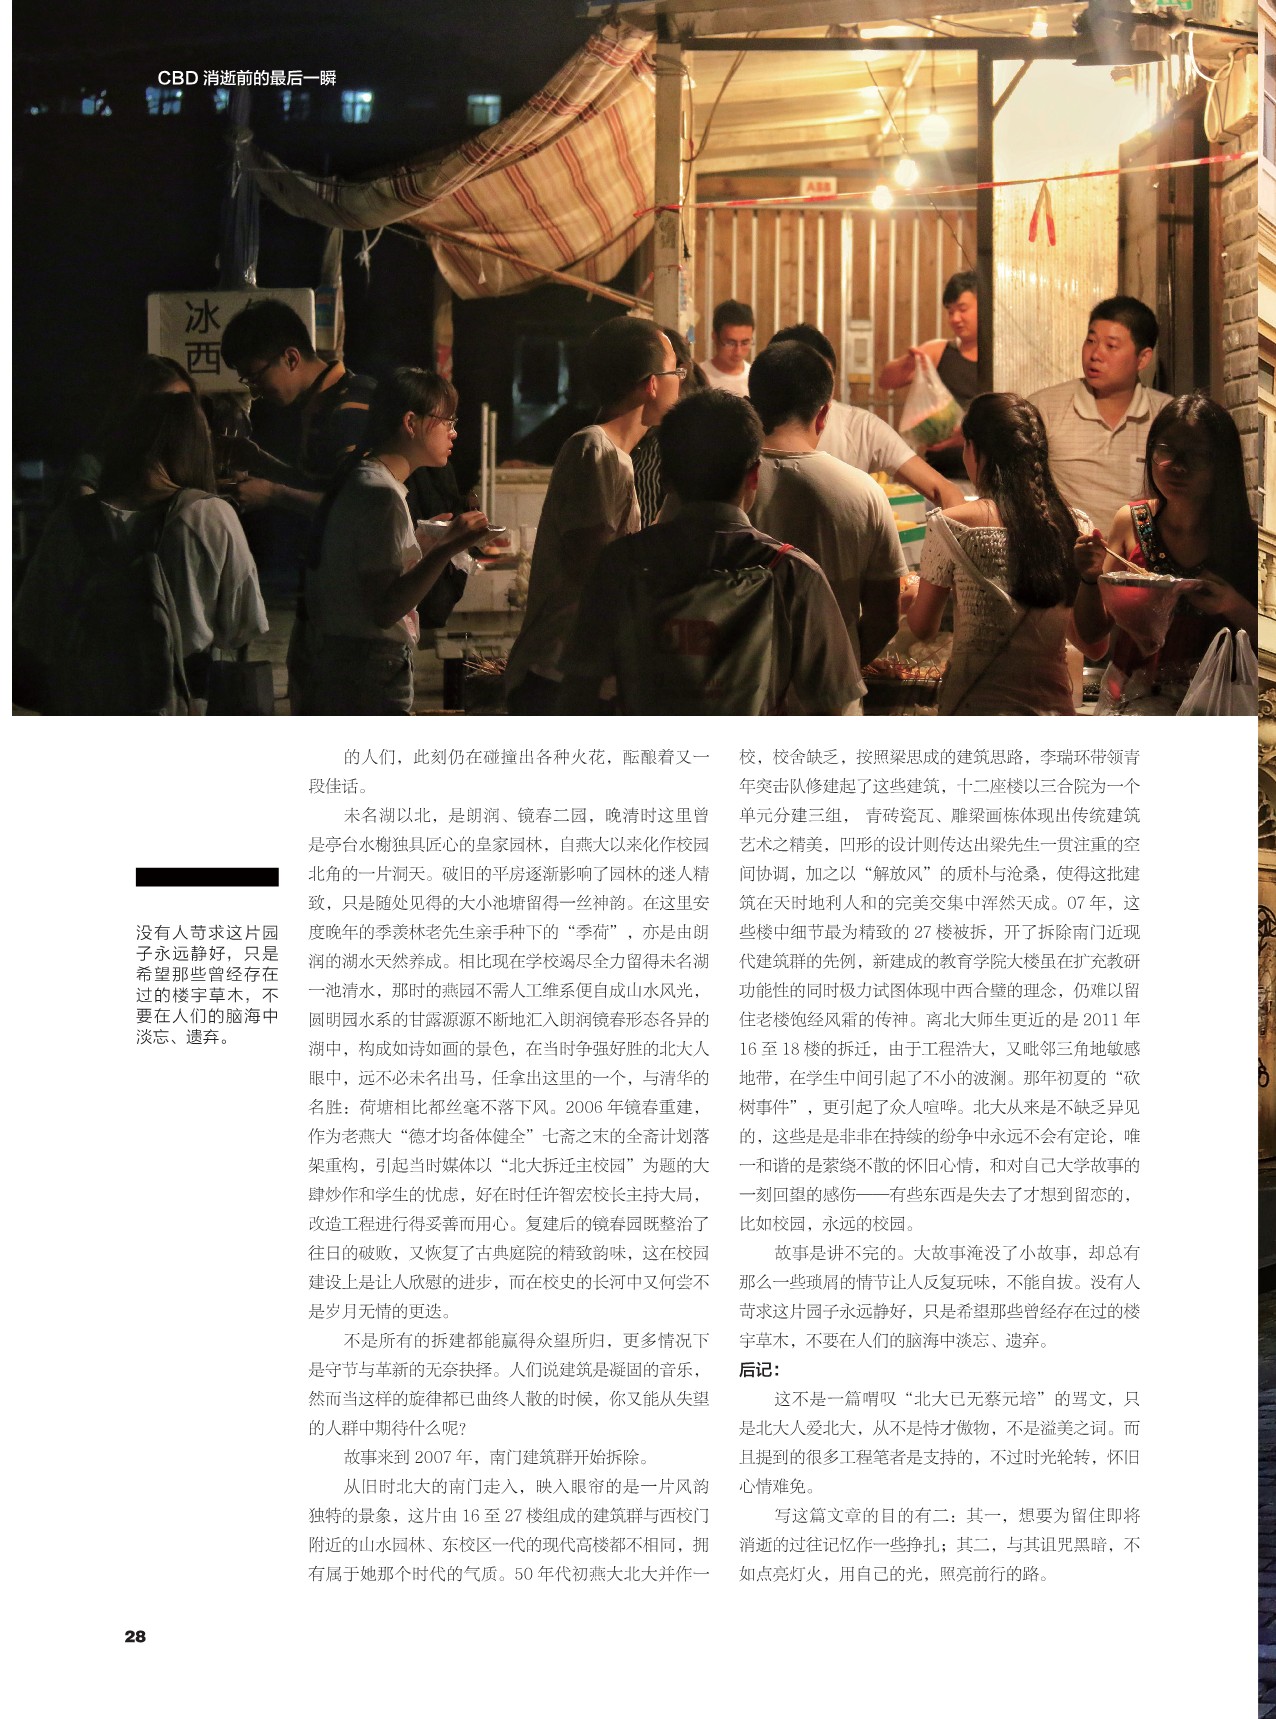 CBD 消逝前的最后一瞬
ABB
冰
西
的人们，此刻仍在碰撞出各种火花，酝酿着又一
段佳话。
未名湖以北，是朗润、镜春二园，晚清时这里曾
是亭台水榭独具匠心的皇家园林，自燕大以来化作校园
北角的一片洞天。破旧的平房逐渐影响了园林的迷人精
致，只是随处见得的大小池塘留得一丝神韵。在这里安
度晚年的季羡林老先生亲手种下的“季荷”，亦是由朗
润的湖水天然养成。相比现在学校竭尽全力留得未名湖
一池清水，那时的燕园不需人工维系便自成山水风光，
圆明园水系的甘露源源不断地汇入朗润镜春形态各异的
湖中，构成如诗如画的景色，在当时争强好胜的北大人
眼中，远不必未名出马，任拿出这里的一个，与清华的
名胜：荷塘相比都丝毫不落下风。2006 年镜春重建，
作为老燕大“德才均备体健全”七斋之末的全斋计划落
架重构，引起当时媒体以“北大拆迁主校园”为题的大
肆炒作和学生的忧虑，好在时任许智宏校长主持大局，
改造工程进行得妥善而用心。复建后的镜春园既整治了
往日的破败，又恢复了古典庭院的精致韵味，这在校园
建设上是让人欣慰的进步，而在校史的长河中又何尝不
是岁月无情的更迭。
不是所有的拆建都能赢得众望所归，更多情况下
是守节与革新的无奈抉择。人们说建筑是凝固的音乐，
然而当这样的旋律都已曲终人散的时候，你又能从失望
的人群中期待什么呢?
故事来到 2007 年，南门建筑群开始拆除。
从旧时北大的南门走入，映入眼帘的是一片风韵
独特的景象，这片由 16 至 27 楼组成的建筑群与西校门
附近的山水园林、东校区一代的现代高楼都不相同，拥
有属于她那个时代的气质。50 年代初燕大北大并作一
校，校舍缺乏，按照梁思成的建筑思路，李瑞环带领青
年突击队修建起了这些建筑，十二座楼以三合院为一个
单元分建三组， 青砖瓷瓦、雕梁画栋体现出传统建筑
艺术之精美，凹形的设计则传达出梁先生一贯注重的空
间协调，加之以“解放风”的质朴与沧桑，使得这批建
筑在天时地利人和的完美交集中浑然天成。07 年，这
些楼中细节最为精致的 27 楼被拆，开了拆除南门近现
代建筑群的先例，新建成的教育学院大楼虽在扩充教研
功能性的同时极力试图体现中西合璧的理念，仍难以留
住老楼饱经风霜的传神。离北大师生更近的是 2011 年
16 至 18 楼的拆迁，由于工程浩大，又毗邻三角地敏感
地带，在学生中间引起了不小的波澜。那年初夏的“砍
树事件”，更引起了众人喧哗。北大从来是不缺乏异见
的，这些是是非非在持续的纷争中永远不会有定论，唯
一和谐的是萦绕不散的怀旧心情，和对自己大学故事的
一刻回望的感伤——有些东西是失去了才想到留恋的，
比如校园，永远的校园。
故事是讲不完的。大故事淹没了小故事，却总有
那么一些琐屑的情节让人反复玩味，不能自拔。没有人
苛求这片园子永远静好，只是希望那些曾经存在过的楼
宇草木，不要在人们的脑海中淡忘、遗弃。
后记：
这不是一篇喟叹“北大已无蔡元培”的骂文，只
是北大人爱北大，从不是恃才傲物，不是溢美之词。而
且提到的很多工程笔者是支持的，不过时光轮转，怀旧
心情难免。
写这篇文章的目的有二：其一，想要为留住即将
消逝的过往记忆作一些挣扎；其二，与其诅咒黑暗，不
如点亮灯火，用自己的光，照亮前行的路。
没有人苛求这片园
子永远静好，只是
希望那些曾经存在
过的楼宇草木，不
要在人们的脑海中
淡忘、遗弃。
28